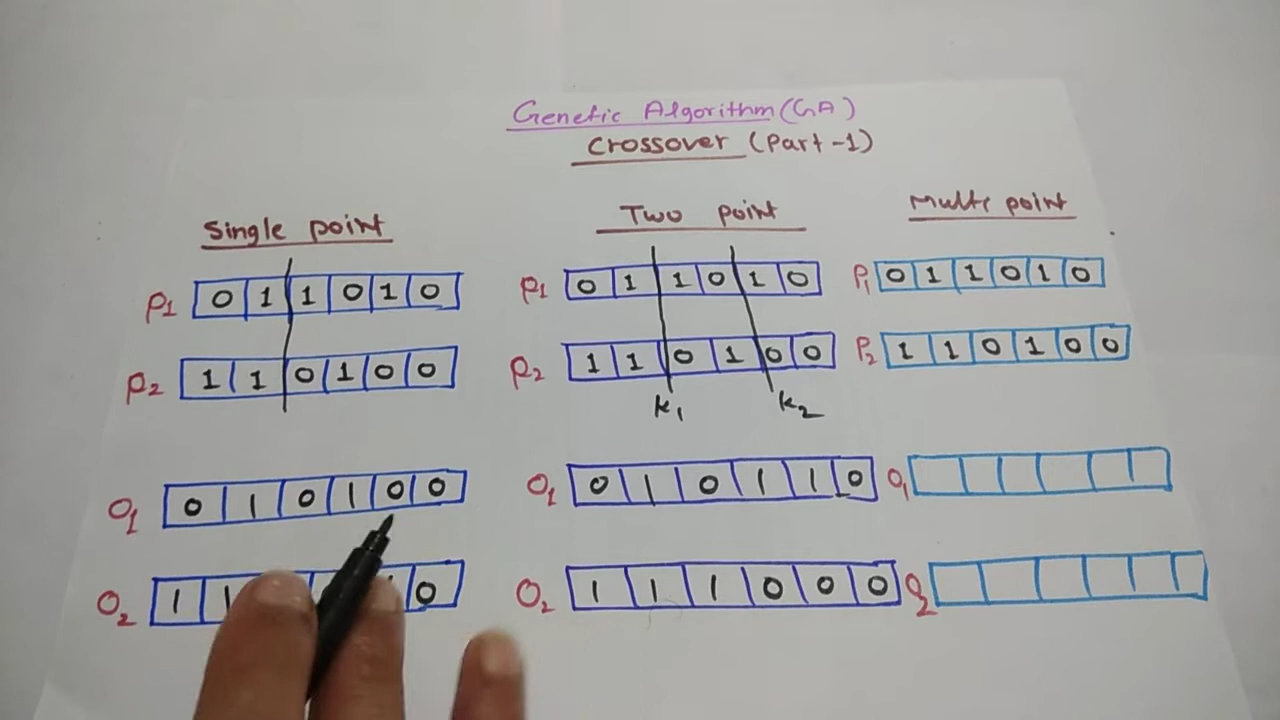 Genetic Algorithm (GA)
Crossover (Part-1)
Single point
Two point
Multi point
P1 0 1 1 0 1 0
P1 0 1 1 0 1 0
P1 0 1 1 0 1 0
P2 1 1 0 1 0 0
P2 1 1 0 1 0 0
P2 1 1 0 1 0 0
k1 k2
O1 0 1 0 1 0 0
O1 0 1 0 1 1 0
O1
O2 1 1 0
O2 1 1 1 0 0 0
O2